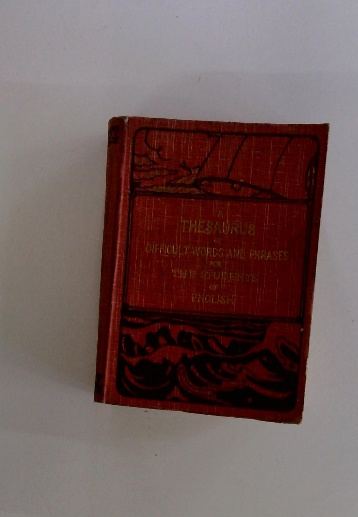 A
THESAURUS
OF
DIFFICULT WORDS AND PHRASES
FOR
THE STUDENTS
OF
ENGLISH